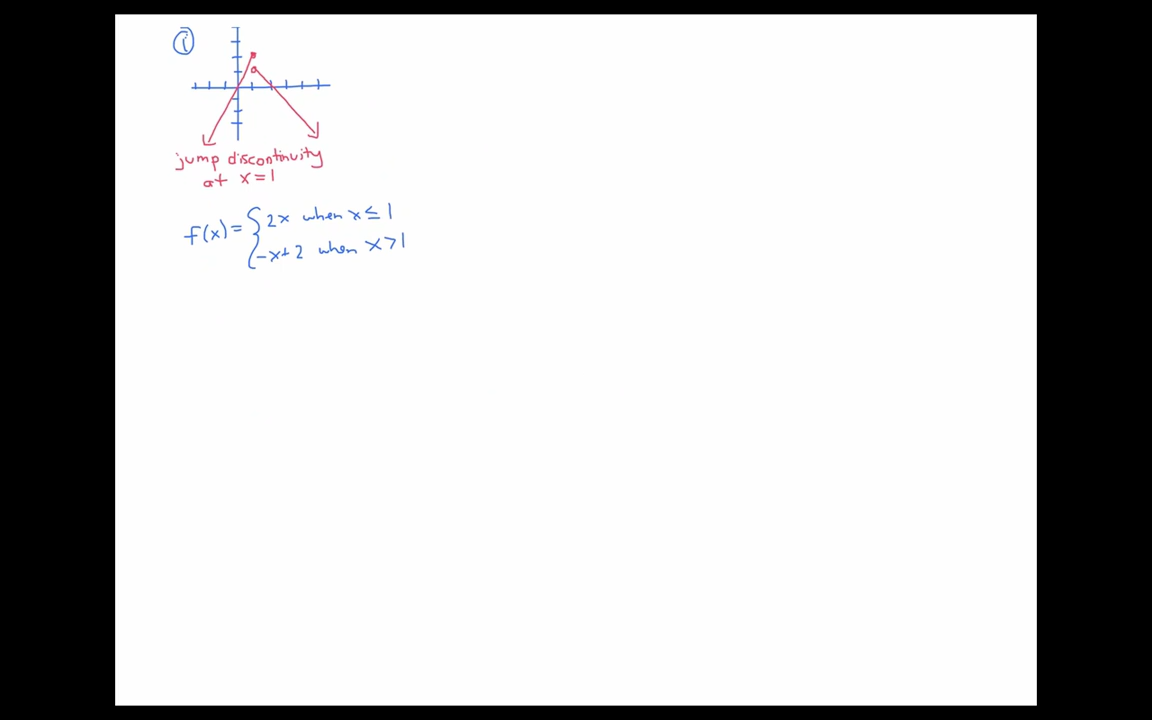 ①
jump discontinuity
at x=1
f(x)= { 2x when x ≤ 1
-x+2 when x > 1